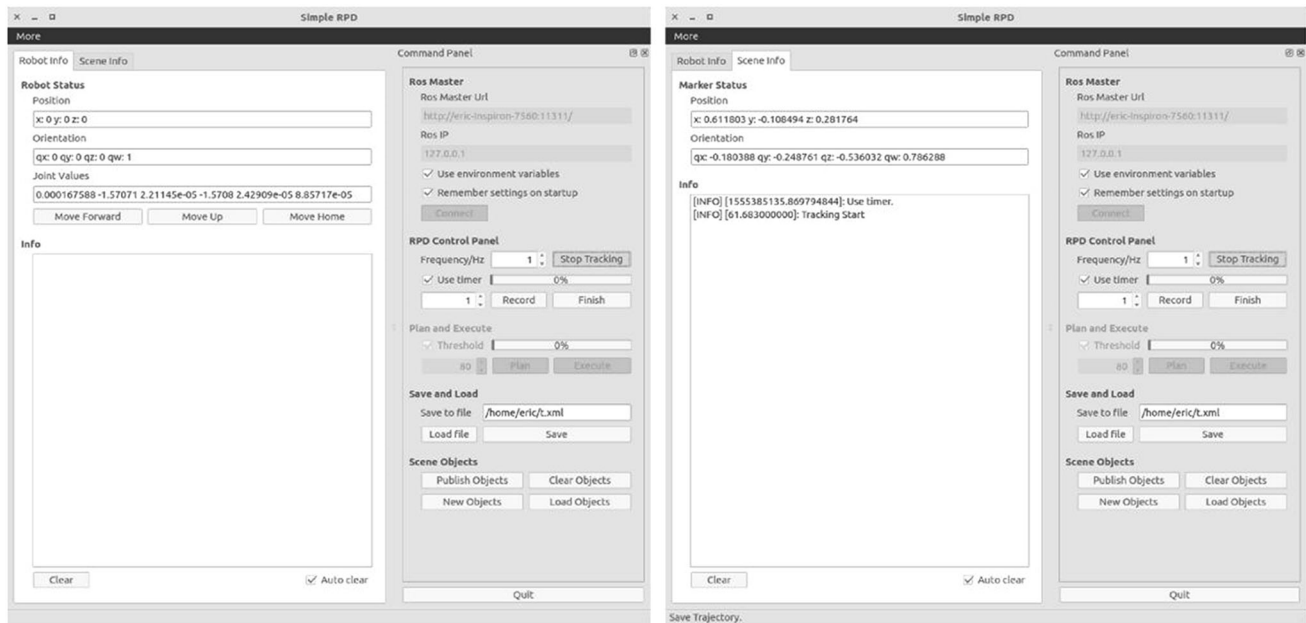 Simple RPD
More
Robot Info Scene Info
Robot Status
Position
x: 0 y: 0 z: 0
Orientation
qx: 0 qy: 0 qz: 0 qw: 1
Joint Values
0.000167588 -1.57071 2.21145e-05 -1.5708 2.42909e-05 8.85717e-05
Move Forward Move Up Move Home
Info
Clear Auto clear
Command Panel
Ros Master
Ros Master Url
http://eric-Inspiron-7560:11311/
Ros IP
127.0.0.1
Use environment variables
Remember settings on startup
Connect
RPD Control Panel
Frequency/Hz 1 Stop Tracking
Use timer 0%
1 Record Finish
Plan and Execute
Threshold 0%
80 Plan Execute
Save and Load
Save to file /home/eric/t.xml
Load file Save
Scene Objects
Publish Objects Clear Objects
New Objects Load Objects
Quit
Simple RPD
More
Robot Info Scene Info
Marker Status
Position
x: 0.611803 y: -0.108494 z: 0.281764
Orientation
qx: -0.180388 qy: -0.248761 qz: -0.536032 qw: 0.786288
Info
[INFO] [1555385135.869794844]: Use timer.
[INFO] [61.683000000]: Tracking Start
Clear Auto clear
Command Panel
Ros Master
Ros Master Url
http://eric-Inspiron-7560:11311/
Ros IP
127.0.0.1
Use environment variables
Remember settings on startup
Connect
RPD Control Panel
Frequency/Hz 1 Stop Tracking
Use timer 0%
1 Record Finish
Plan and Execute
Threshold 0%
80 Plan Execute
Save and Load
Save to file /home/eric/t.xml
Load file Save
Scene Objects
Publish Objects Clear Objects
New Objects Load Objects
Quit
Save Trajectory.